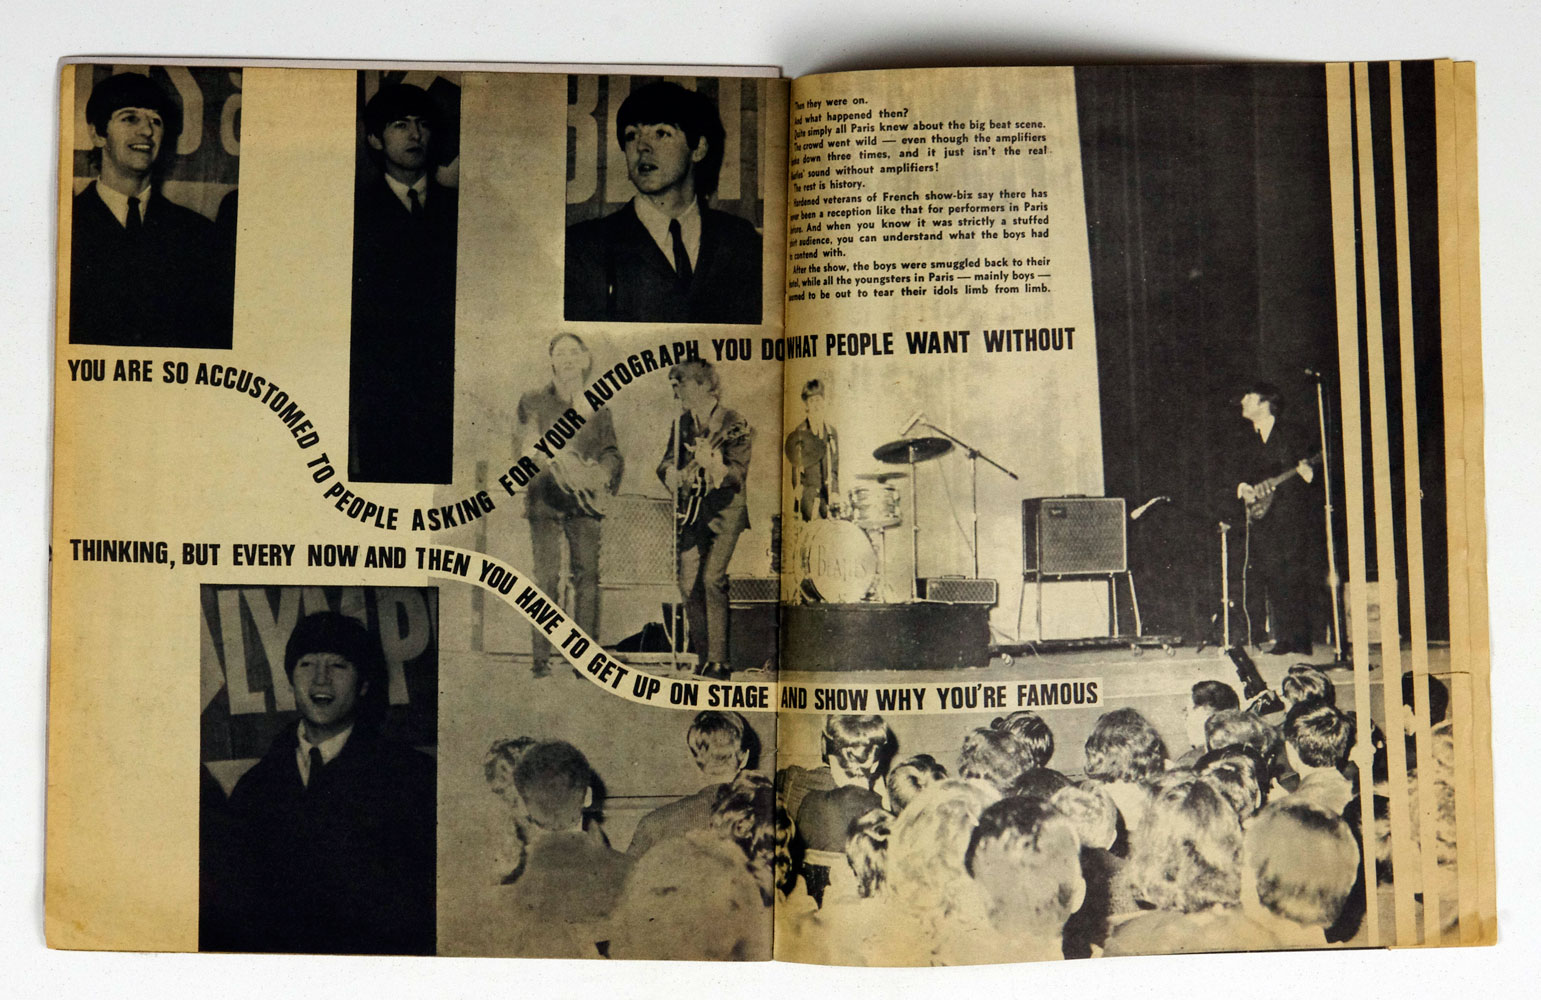 YOU ARE SO ACCUSTOMED TO PEOPLE ASKING FOR YOUR AUTOGRAPH, YOU DO WHAT PEOPLE WANT WITHOUT
THINKING, BUT EVERY NOW AND THEN YOU HAVE TO GET UP ON STAGE AND SHOW WHY YOU'RE FAMOUS
LYMP
Then they were on.
And what happened then?
Quite simply all Paris knew about the big beat scene.
The crowd went wild — even though the amplifiers
down three times, and it just isn't the real
sound without amplifiers!
The rest is history.
Hardened veterans of French show-biz say there has
been a reception like that for performers in Paris
And when you know it was strictly a stuffed
audience, you can understand what the boys had
contend with.
After the show, the boys were smuggled back to their
while all the youngsters in Paris — mainly boys —
to be out to tear their idols limb from limb.
BEATLES